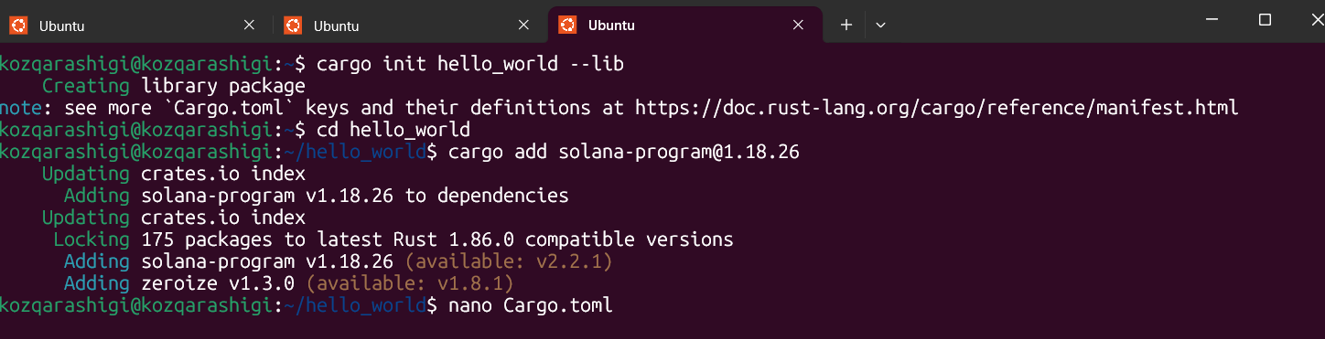 Ubuntu
Ubuntu
Ubuntu
kozqarashigi@kozqarashigi:~$ cargo init hello_world --lib
    Creating library package
note: see more `Cargo.toml` keys and their definitions at https://doc.rust-lang.org/cargo/reference/manifest.html
kozqarashigi@kozqarashigi:~$ cd hello_world
kozqarashigi@kozqarashigi:~/hello_world$ cargo add solana-program@1.18.26
    Updating crates.io index
      Adding solana-program v1.18.26 to dependencies
    Updating crates.io index
     Locking 175 packages to latest Rust 1.86.0 compatible versions
      Adding solana-program v1.18.26 (available: v2.2.1)
      Adding zeroize v1.3.0 (available: v1.8.1)
kozqarashigi@kozqarashigi:~/hello_world$ nano Cargo.toml